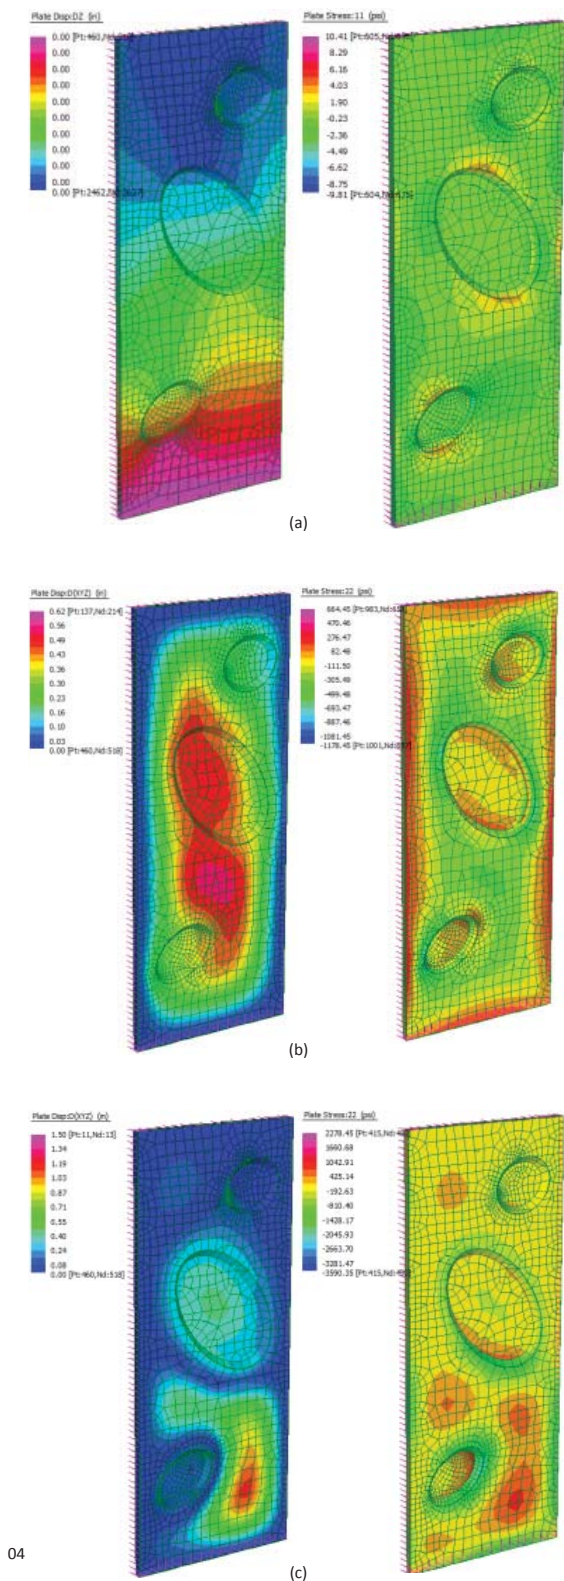 Plate Disp:DZ (in)
0.00 [Pt:460,Nd:
0.00
0.00
0.00
0.00
0.00
0.00
0.00
0.00
0.00
0.00 [Pt:2462,Nd:
Plate Stress:11 (psi)
10.41 [Pt:605,
8.29
6.16
4.03
1.90
-0.23
-2.36
-4.49
-6.62
-8.75
-9.81 [Pt:604,
(a)
Plate Disp:D(XYZ) (in)
0.62 [Pt:137,Nd:214]
0.56
0.49
0.43
0.36
0.30
0.23
0.16
0.10
0.03
0.00 [Pt:460,Nd:518]
Plate Stress:22 (psi)
664.45 [Pt:983,
470.46
276.47
82.48
-111.50
-305.49
-499.48
-693.47
-887.46
-1081.45
-1178.45 [Pt:1001,
(b)
Plate Disp:D(XYZ) (in)
1.50 [Pt:11,Nd:13]
1.34
1.19
1.03
0.87
0.71
0.55
0.40
0.24
0.08
0.00 [Pt:460,Nd:518]
Plate Stress:22 (psi)
2278.45 [Pt:415,
1660.68
1042.91
425.14
-192.63
-810.40
-1428.17
-2045.93
-2663.70
-3281.47
-3590.35 [Pt:415,
04
(c)